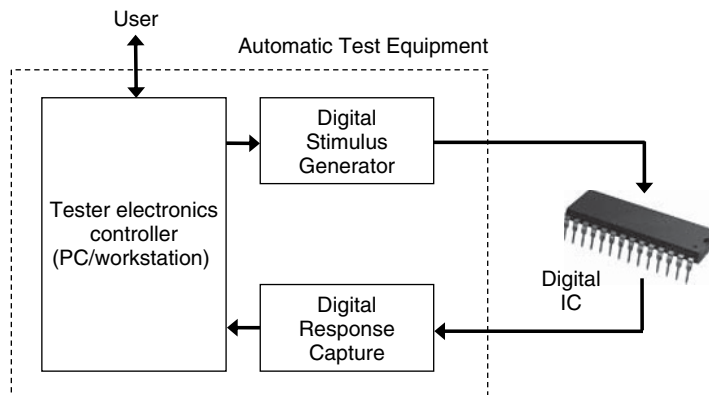 User
Automatic Test Equipment
Digital
Stimulus
Generator
Tester electronics
controller
(PC/workstation)
Digital
IC
Digital
Response
Capture